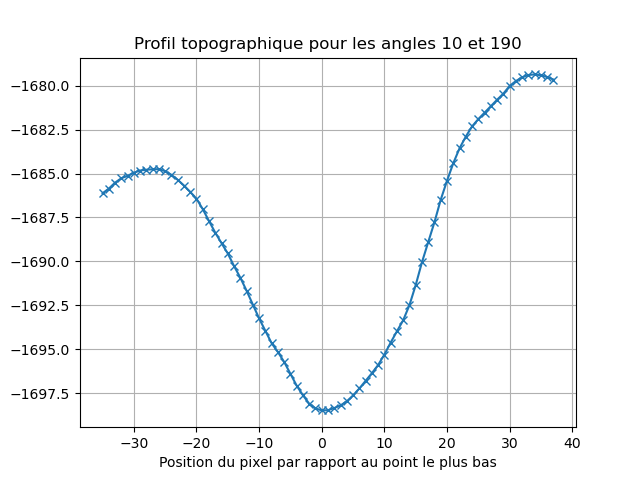 Profil topographique pour les angles 10 et 190
−1680.0
−1682.5
−1685.0
−1687.5
−1690.0
−1692.5
−1695.0
−1697.5
−30 −20 −10 0 10 20 30 40
Position du pixel par rapport au point le plus bas